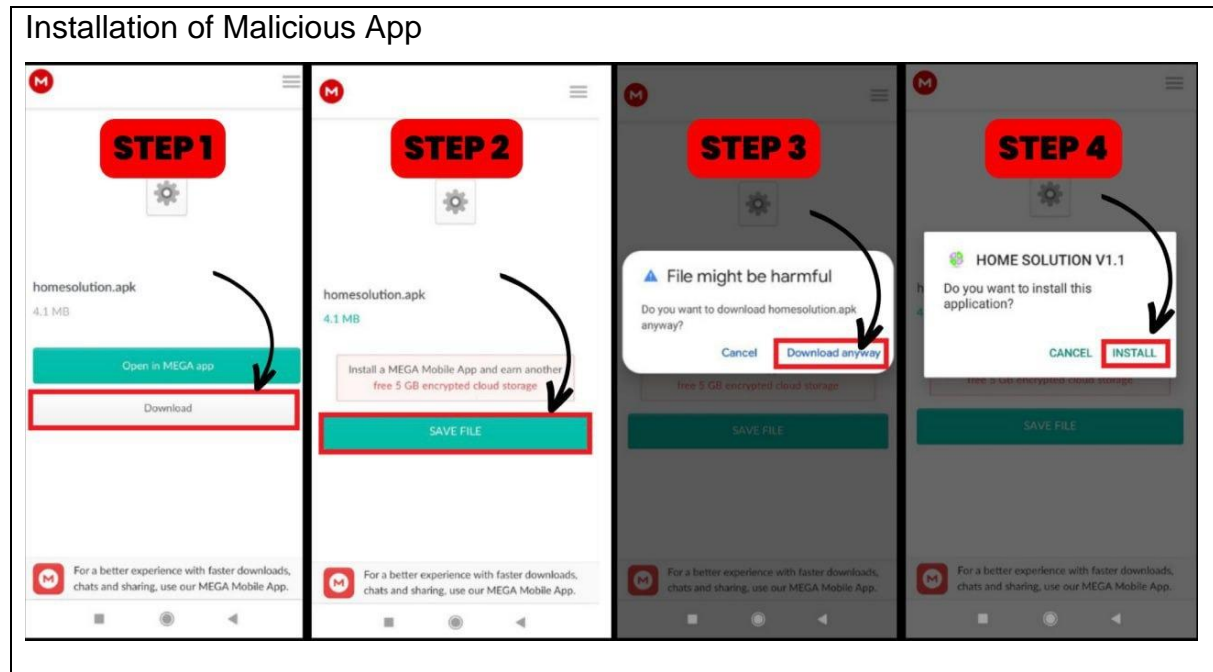 Installation of Malicious App
M
STEP 1
homesolution.apk
4.1 MB
Open in MEGA app
Download
M
For a better experience with faster downloads,
chats and sharing, use our MEGA Mobile App.
M
STEP 2
homesolution.apk
4.1 MB
Install a MEGA Mobile App and earn another
free 5 GB encrypted cloud storage
SAVE FILE
M
For a better experience with faster downloads,
chats and sharing, use our MEGA Mobile App.
M
STEP 3
File might be harmful
Do you want to download homesolution.apk
anyway?
Cancel Download anyway
free 5 GB encrypted cloud storage
SAVE FILE
M
For a better experience with faster downloads,
chats and sharing, use our MEGA Mobile App.
M
STEP 4
h
4
HOME SOLUTION V1.1
Do you want to install this
application?
CANCEL INSTALL
free 5 GB encrypted cloud storage
SAVE FILE
M
For a better experience with faster downloads,
chats and sharing, use our MEGA Mobile App.